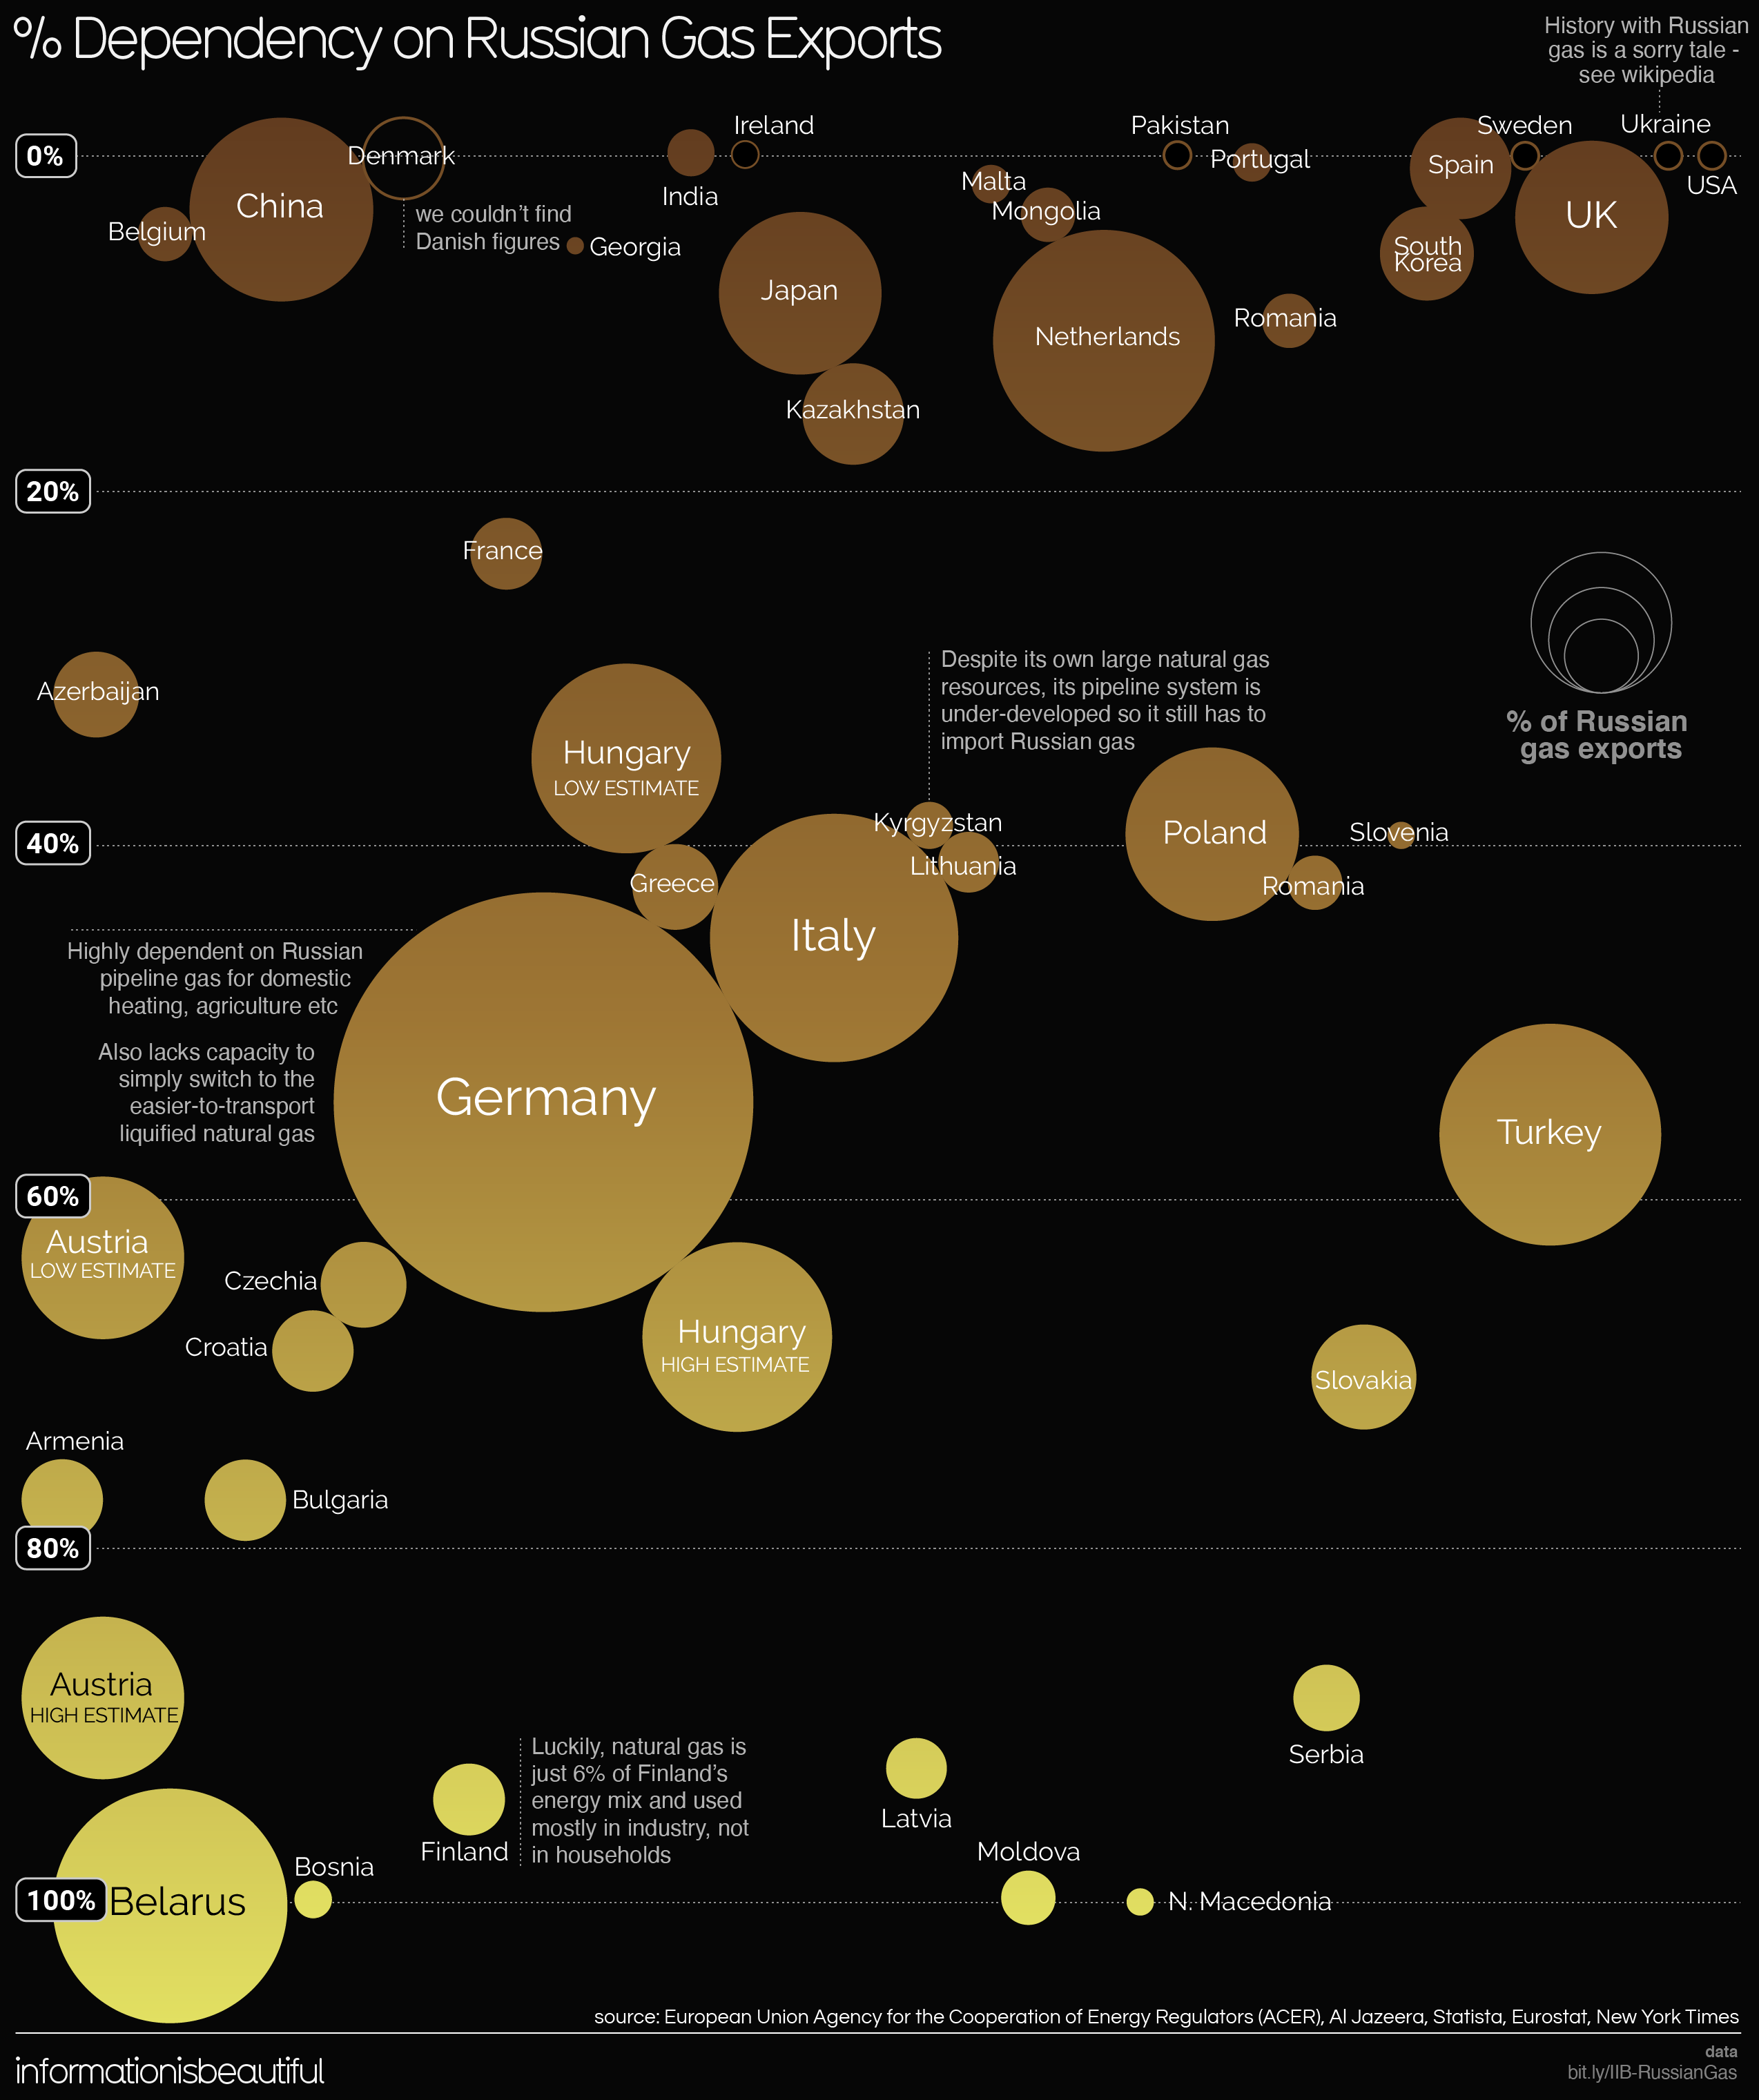 % Dependency on Russian Gas Exports
History with Russian
gas is a sorry tale -
see wikipedia
0%
China
Denmark
India
Ireland
Pakistan
Portugal
Spain
Sweden
Ukraine
USA
UK
Malta
Mongolia
Belgium
we couldn't find
Danish figures
Georgia
South
Korea
Japan
Netherlands
Romania
Kazakhstan
20%
France
Azerbaijan
Hungary
LOW ESTIMATE
Despite its own large natural gas
resources, its pipeline system is
under-developed so it still has to
import Russian gas
% of Russian
gas exports
Kyrgyzstan
Poland
Slovenia
40%
Lithuania
Greece
Romania
Italy
Highly dependent on Russian
pipeline gas for domestic
heating, agriculture etc
Also lacks capacity to
simply switch to the
easier-to-transport
liquified natural gas
Germany
Turkey
60%
Austria
LOW ESTIMATE
Czechia
Croatia
Hungary
HIGH ESTIMATE
Slovakia
Armenia
Bulgaria
80%
Austria
HIGH ESTIMATE
Serbia
Luckily, natural gas is
just 6% of Finland's
energy mix and used
mostly in industry, not
in households
Latvia
Finland
Moldova
Bosnia
100%
Belarus
N. Macedonia
source: European Union Agency for the Cooperation of Energy Regulators (ACER), Al Jazeera, Statista, Eurostat, New York Times
informationisbeautiful
data
bit.ly/IIB-RussianGas